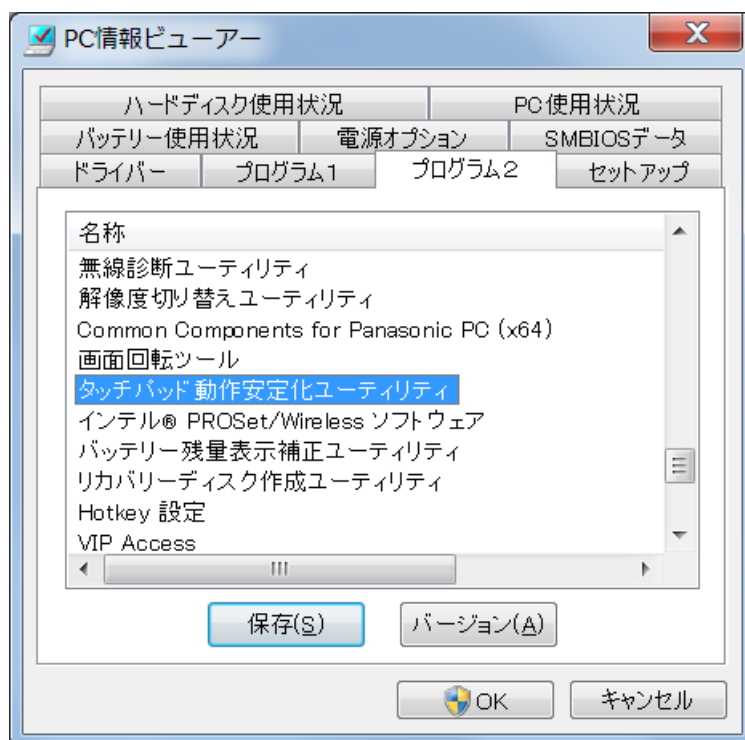 PC情報ビューアー
ハードディスク使用状況 PC使用状況
バッテリー使用状況 電源オプション SMBIOSデータ
ドライバー プログラム1 プログラム2 セットアップ
名称
無線診断ユーティリティ
解像度切り替えユーティリティ
Common Components for Panasonic PC (x64)
画面回転ツール
タッチパッド動作安定化ユーティリティ
インテル® PROSet/Wireless ソフトウェア
バッテリー残量表示補正ユーティリティ
リカバリーディスク作成ユーティリティ
Hotkey 設定
VIP Access
保存(S) バージョン(A)
OK キャンセル